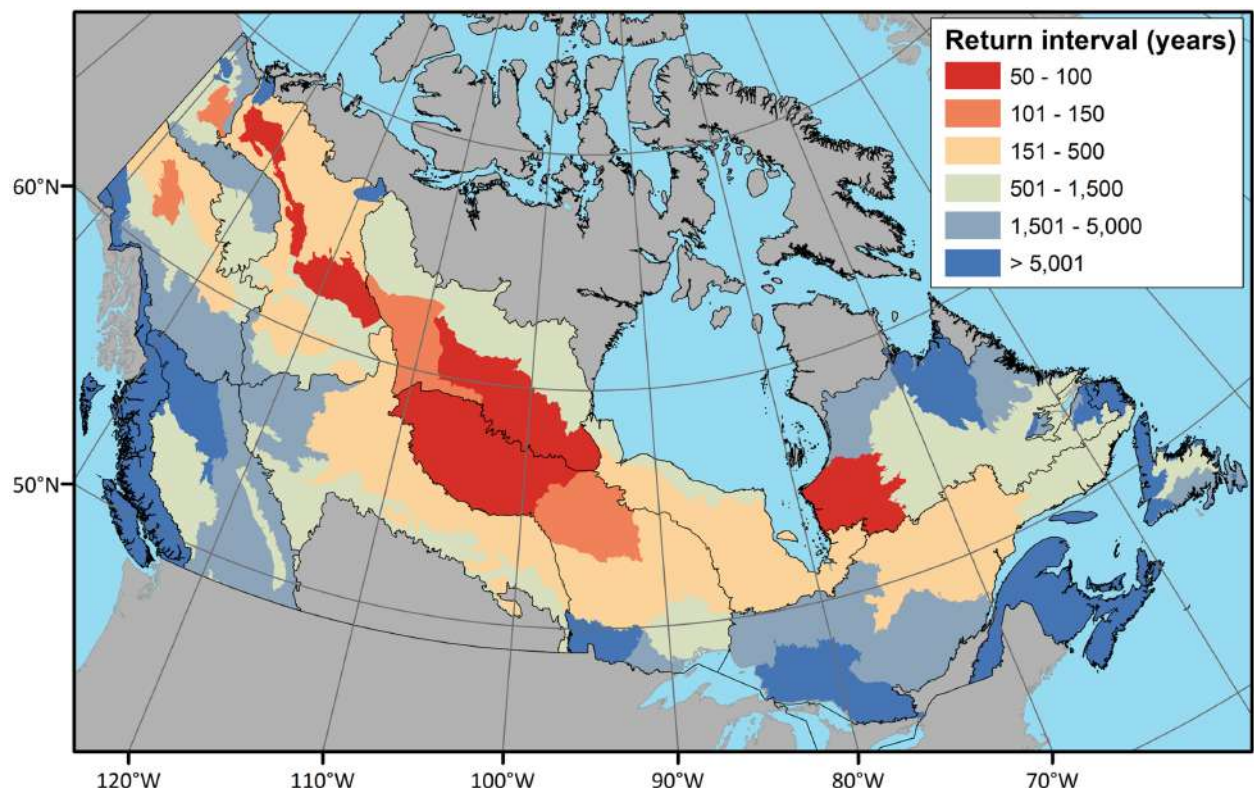 Return interval (years)
50 - 100
101 - 150
151 - 500
501 - 1,500
1,501 - 5,000
> 5,001
60°N
50°N
120°W
110°W
100°W
90°W
80°W
70°W